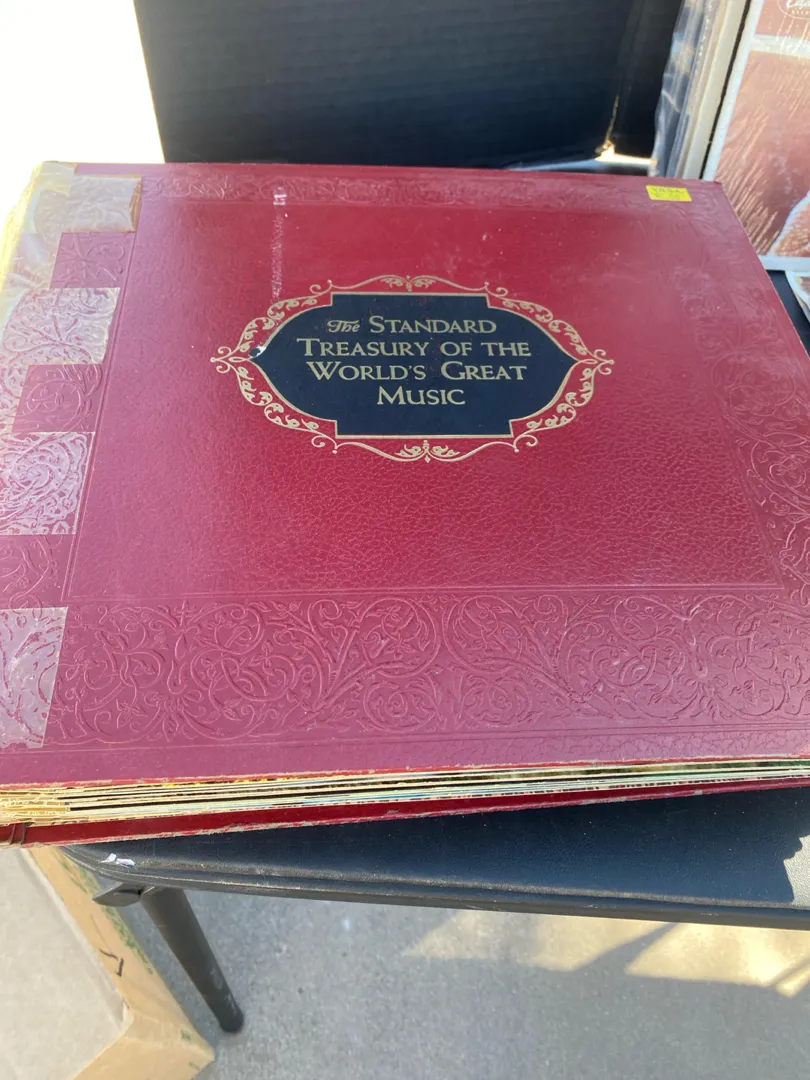 The STANDARD
TREASURY OF THE
WORLD'S GREAT
MUSIC